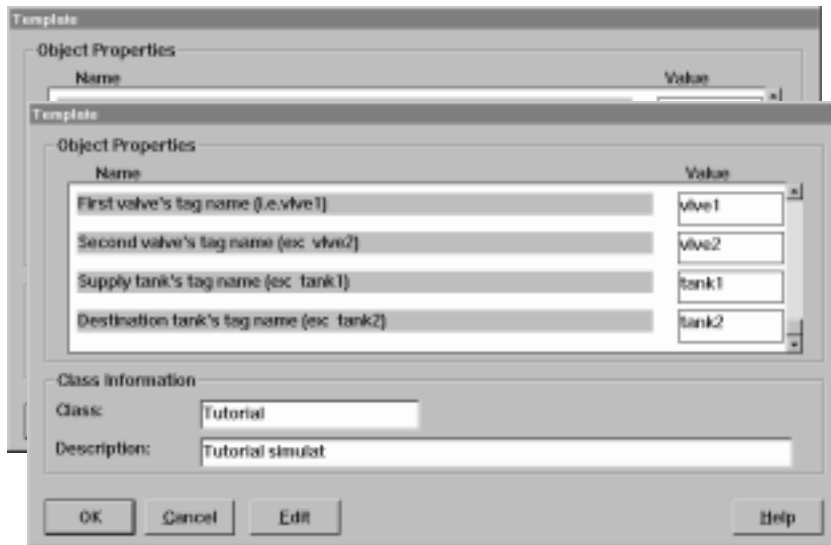 Template
Object Properties
Name Value
Template
Object Properties
Name Value
First valve's tag name (i.e.vlve1) vlve1
Second valve's tag name (ex: vlve2) vlve2
Supply tank's tag name (ex: tank1) tank1
Destination tank's tag name (ex: tank2) tank2
Class Information
Class: Tutorial
Description: Tutorial simulat
OK Cancel Edit Help